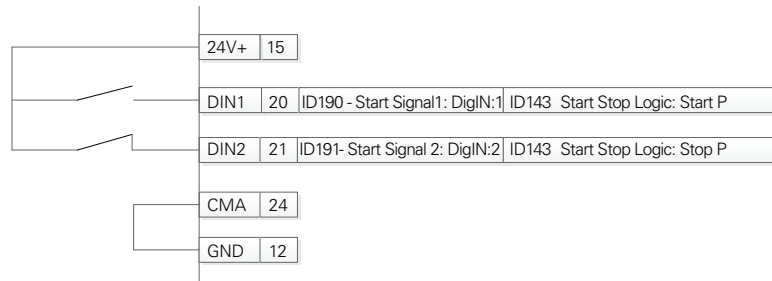 24V+ 15
DIN1 20 ID190 - Start Signal1: DigIN:1 ID143 Start Stop Logic: Start P
DIN2 21 ID191- Start Signal 2: DigIN:2 ID143 Start Stop Logic: Stop P
CMA 24
GND 12